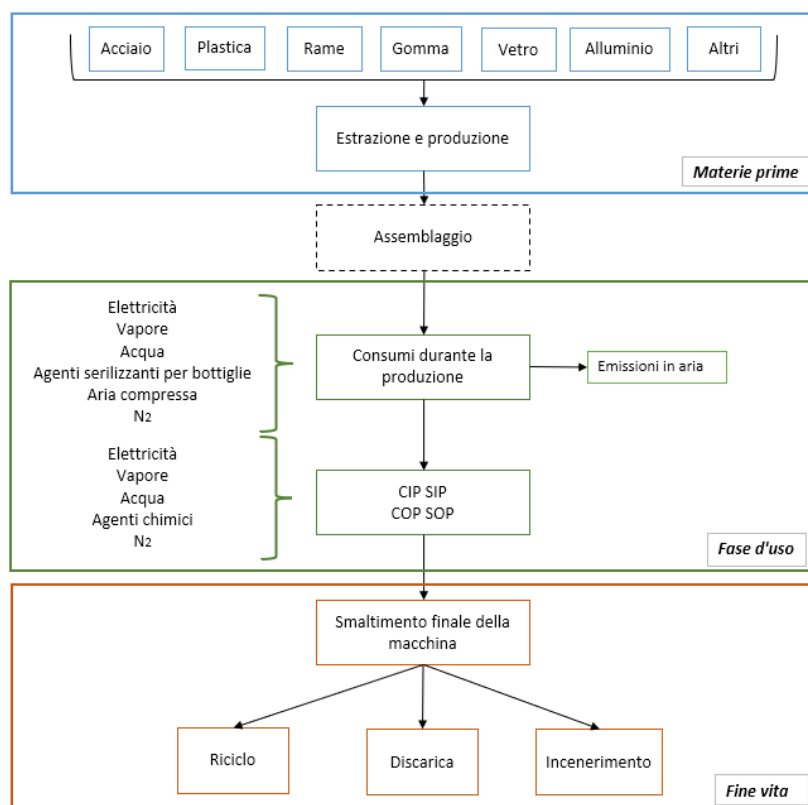 Acciaio
Plastica
Rame
Gomma
Vetro
Alluminio
Altri
Estrazione e produzione
Materie prime
Assemblaggio
Elettricità
Vapore
Acqua
Agenti serilizzanti per bottiglie
Aria compressa
N2
Consumi durante la
produzione
Emissioni in aria
Elettricità
Vapore
Acqua
Agenti chimici
N2
CIP SIP
COP SOP
Fase d'uso
Smaltimento finale della
macchina
Riciclo
Discarica
Incenerimento
Fine vita